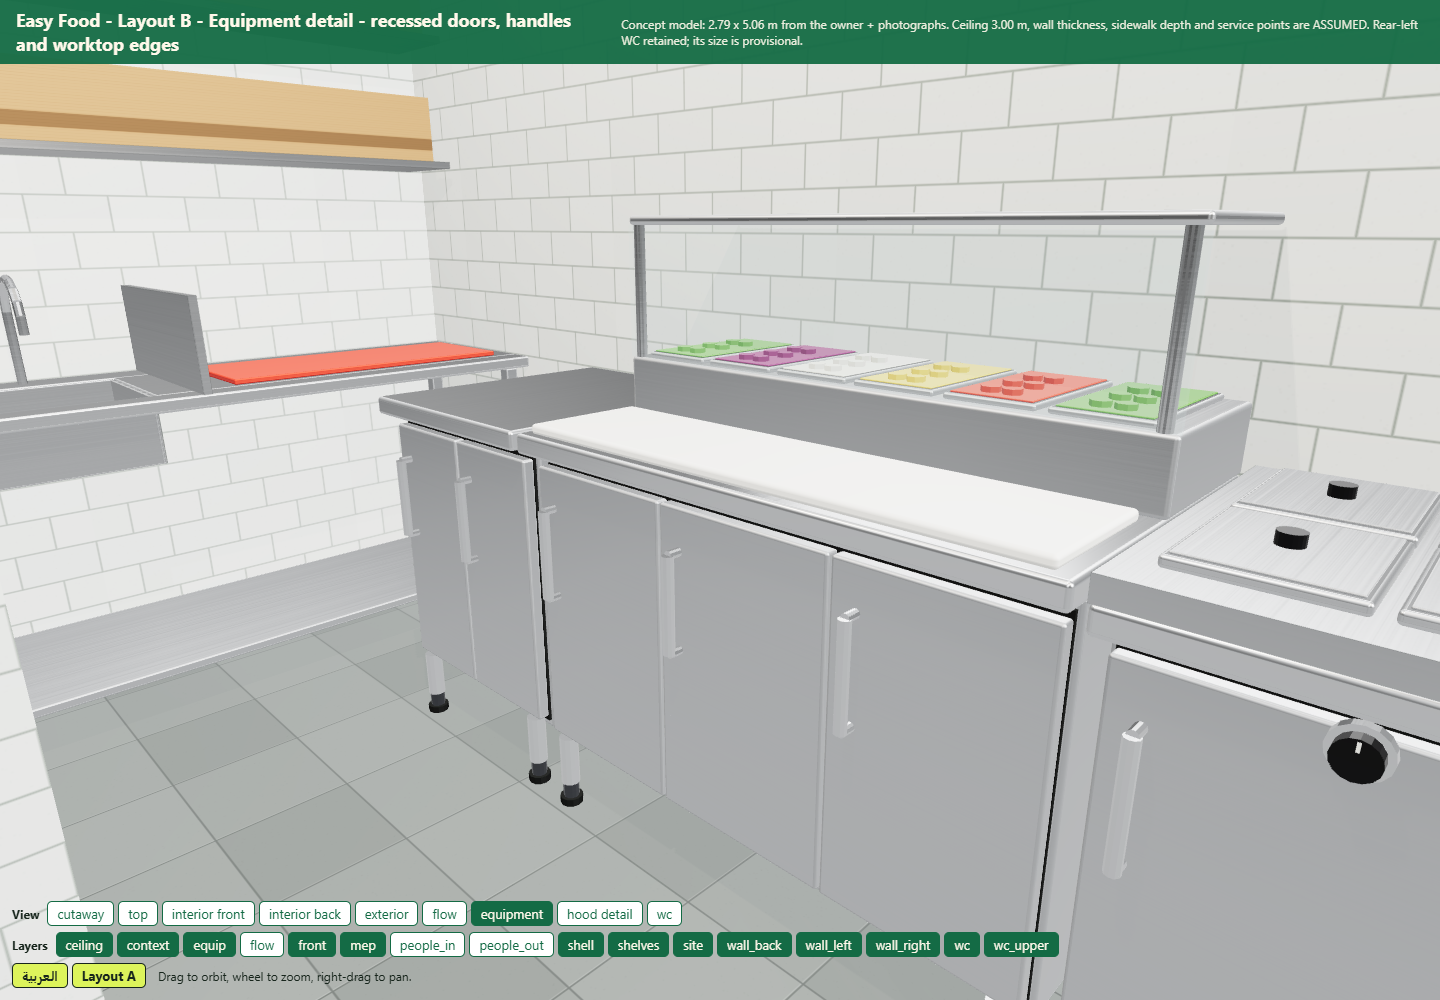 Easy Food - Layout B - Equipment detail - recessed doors, handles
and worktop edges
Concept model: 2.79 x 5.06 m from the owner + photographs. Ceiling 3.00 m, wall thickness, sidewalk depth and service points are ASSUMED. Rear-left
WC retained; its size is provisional.
View cutaway top interior front interior back exterior flow equipment hood detail wc
Layers ceiling context equip flow front mep people_in people_out shell shelves site wall_back wall_left wall_right wc wc_upper
العربية Layout A Drag to orbit, wheel to zoom, right-drag to pan.